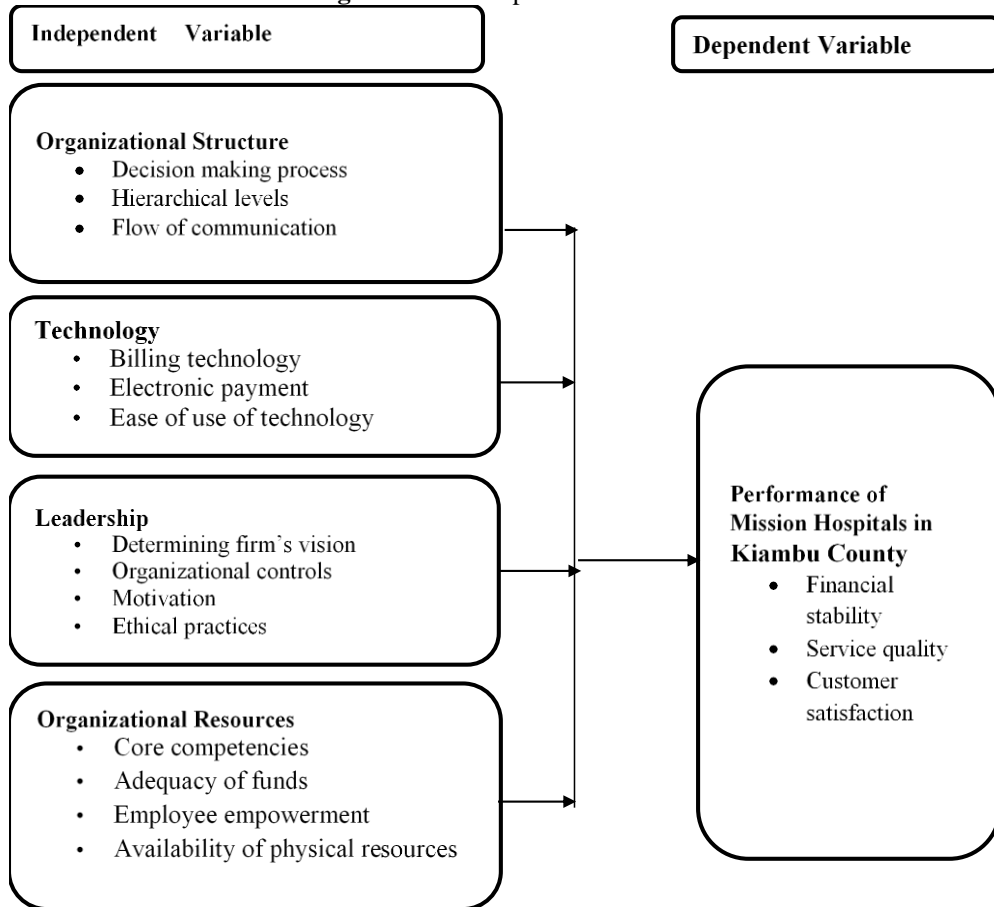 Independent Variable
Dependent Variable
Organizational Structure
• Decision making process
• Hierarchical levels
• Flow of communication
Technology
• Billing technology
• Electronic payment
• Ease of use of technology
Leadership
• Determining firm's vision
• Organizational controls
• Motivation
• Ethical practices
Organizational Resources
• Core competencies
• Adequacy of funds
• Employee empowerment
• Availability of physical resources
Performance of
Mission Hospitals in
Kiambu County
• Financial
stability
• Service quality
• Customer
satisfaction